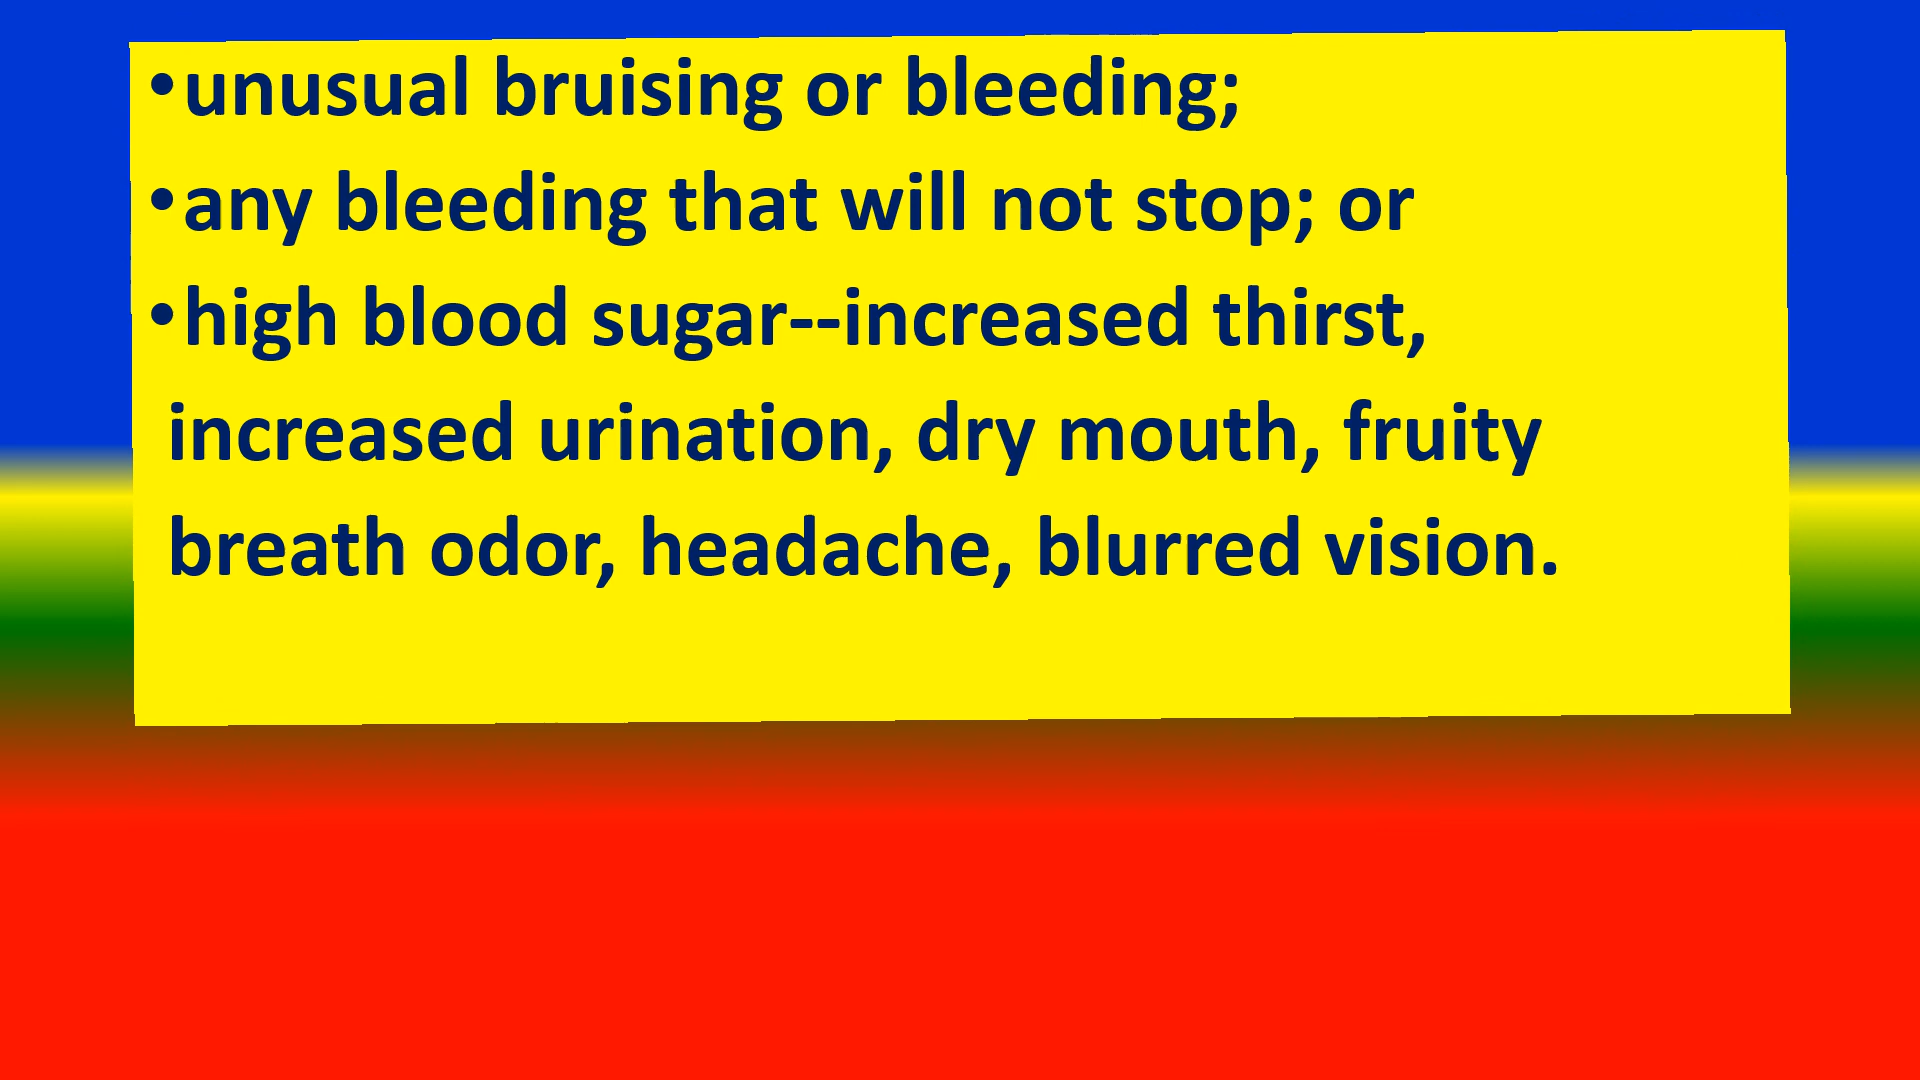 •unusual bruising or bleeding;
•any bleeding that will not stop; or
•high blood sugar--increased thirst,
increased urination, dry mouth, fruity
breath odor, headache, blurred vision.